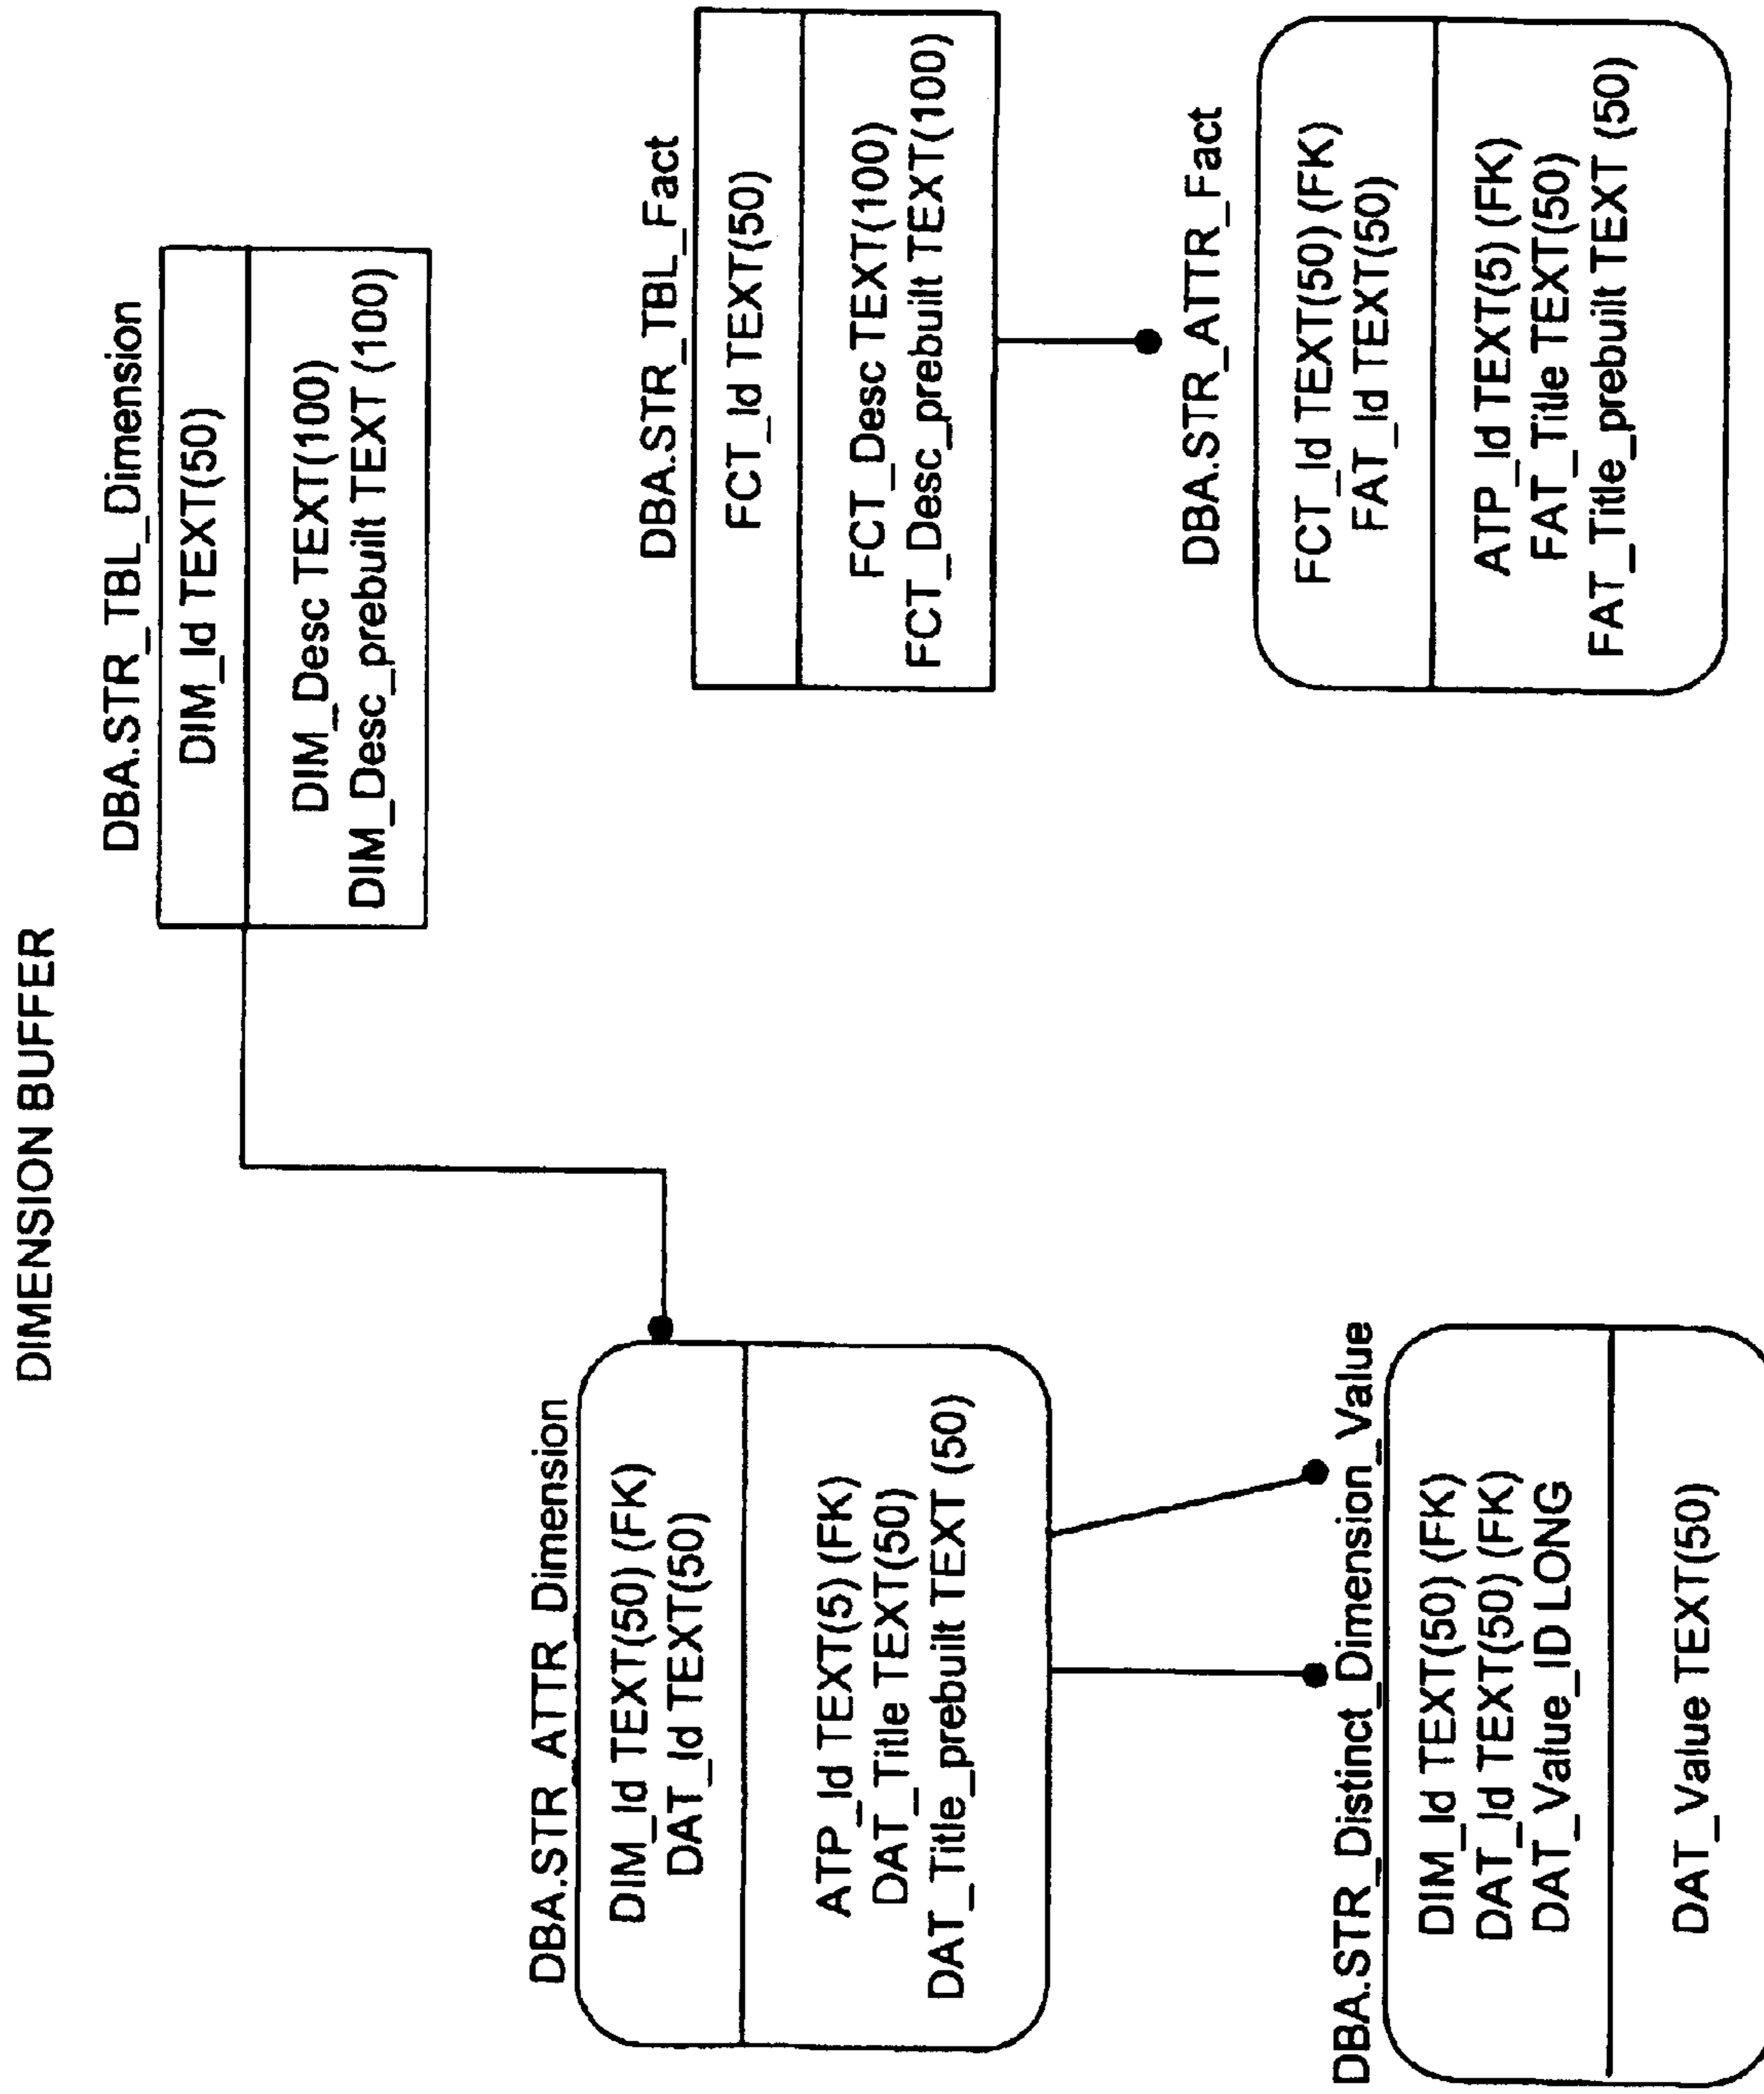 DIMENSION BUFFER
DBA.STR_TBL_Dimension
DIM_Id TEXT(50)
DIM_Desc TEXT(100)
DIM_Desc_prebuilt TEXT (100)
DBA.STR_ATTR_Dimension
DIM_Id TEXT(50) (FK)
DAT_Id TEXT(50)
ATP_Id TEXT(5) (FK)
DAT_Title TEXT(50)
DAT_Title_prebuilt TEXT (50)
DBA.STR_Distinct_Dimension_Value
DIM_Id TEXT(50) (FK)
DAT_Id TEXT(50) (FK)
DAT_Value_ID LONG
DAT_Value TEXT(50)
DBA.STR_TBL_Fact
FCT_Id TEXT(50)
FCT_Desc TEXT(100)
FCT_Desc_prebuilt TEXT(100)
DBA.STR_ATTR_Fact
FCT_Id TEXT(50) (FK)
FAT_Id TEXT(50)
ATP_Id TEXT(5) (FK)
FAT_Title TEXT(50)
FAT_Title_prebuilt TEXT (50)